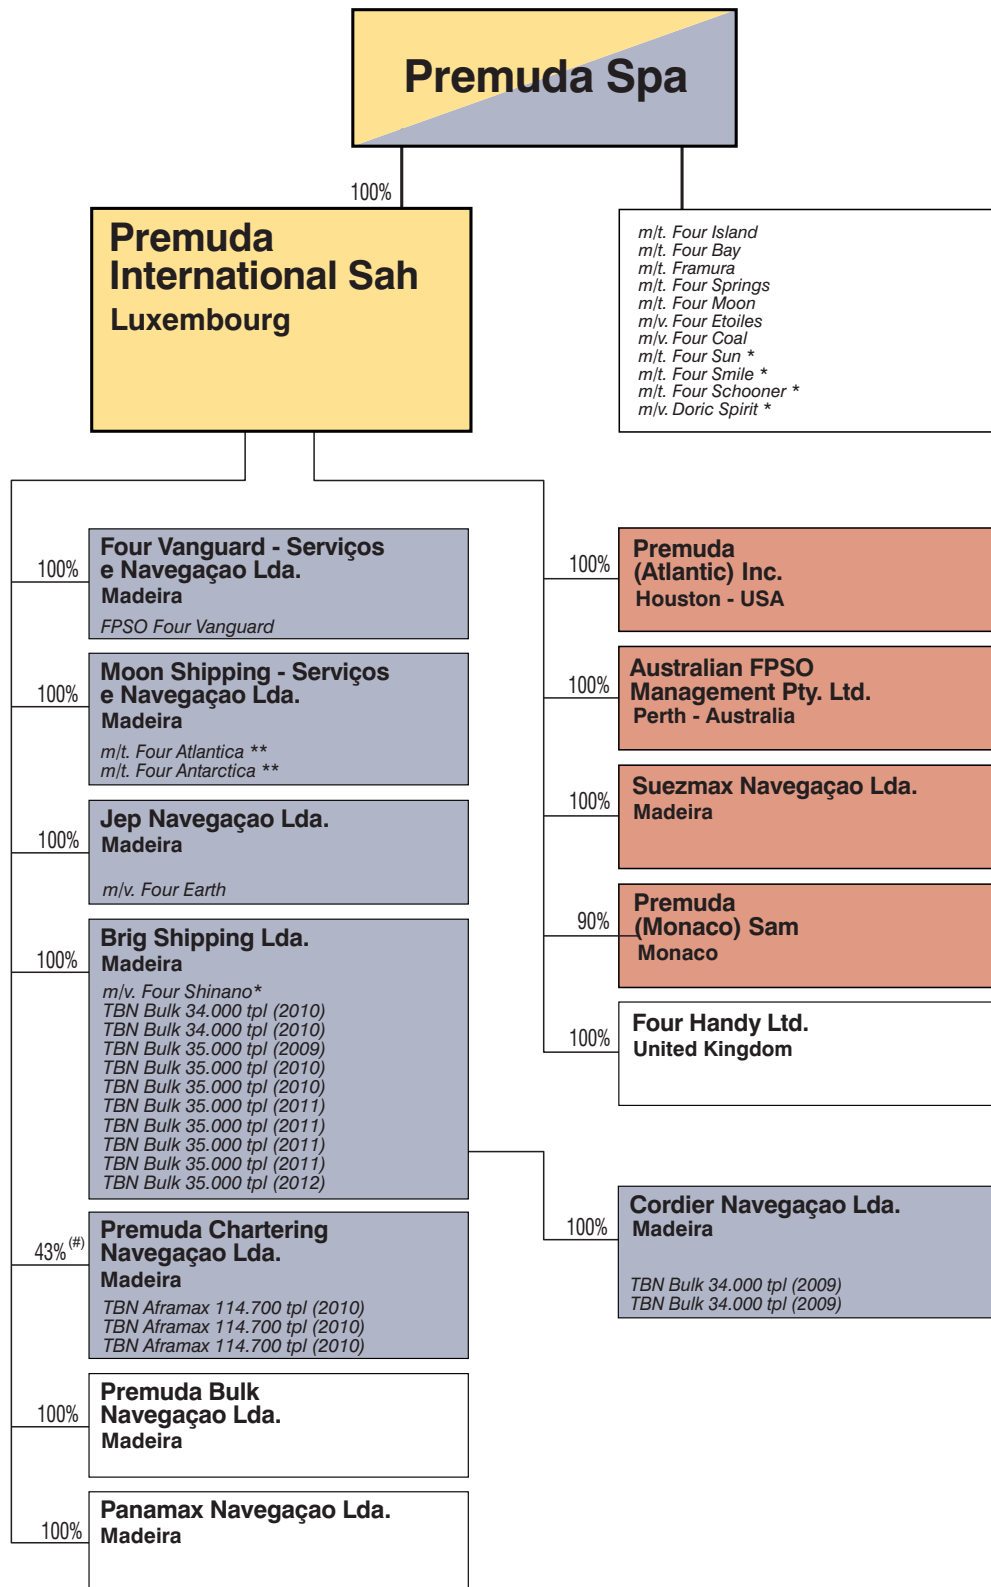 Premuda Spa
100%
Premuda
International Sah
Luxembourg
m/t. Four Island
m/t. Four Bay
m/t. Framura
m/t. Four Springs
m/t. Four Moon
m/v. Four Etoiles
m/v. Four Coal
m/t. Four Sun *
m/t. Four Smile *
m/t. Four Schooner *
m/v. Doric Spirit *
100%
Four Vanguard - Serviços
e Navegaçao Lda.
Madeira
FPSO Four Vanguard
100%
Moon Shipping - Serviços
e Navegaçao Lda.
Madeira
m/t. Four Atlantica **
m/t. Four Antarctica **
100%
Jep Navegaçao Lda.
Madeira
m/v. Four Earth
100%
Brig Shipping Lda.
Madeira
m/v. Four Shinano*
TBN Bulk 34.000 tpl (2010)
TBN Bulk 34.000 tpl (2010)
TBN Bulk 35.000 tpl (2009)
TBN Bulk 35.000 tpl (2010)
TBN Bulk 35.000 tpl (2010)
TBN Bulk 35.000 tpl (2011)
TBN Bulk 35.000 tpl (2011)
TBN Bulk 35.000 tpl (2011)
TBN Bulk 35.000 tpl (2011)
TBN Bulk 35.000 tpl (2012)
43% (#)
Premuda Chartering
Navegaçao Lda.
Madeira
TBN Aframax 114.700 tpl (2010)
TBN Aframax 114.700 tpl (2010)
TBN Aframax 114.700 tpl (2010)
100%
Premuda Bulk
Navegaçao Lda.
Madeira
100%
Panamax Navegaçao Lda.
Madeira
100%
Premuda
(Atlantic) Inc.
Houston - USA
100%
Australian FPSO
Management Pty. Ltd.
Perth - Australia
100%
Suezmax Navegaçao Lda.
Madeira
90%
Premuda
(Monaco) Sam
Monaco
100%
Four Handy Ltd.
United Kingdom
100%
Cordier Navegaçao Lda.
Madeira
TBN Bulk 34.000 tpl (2009)
TBN Bulk 34.000 tpl (2009)